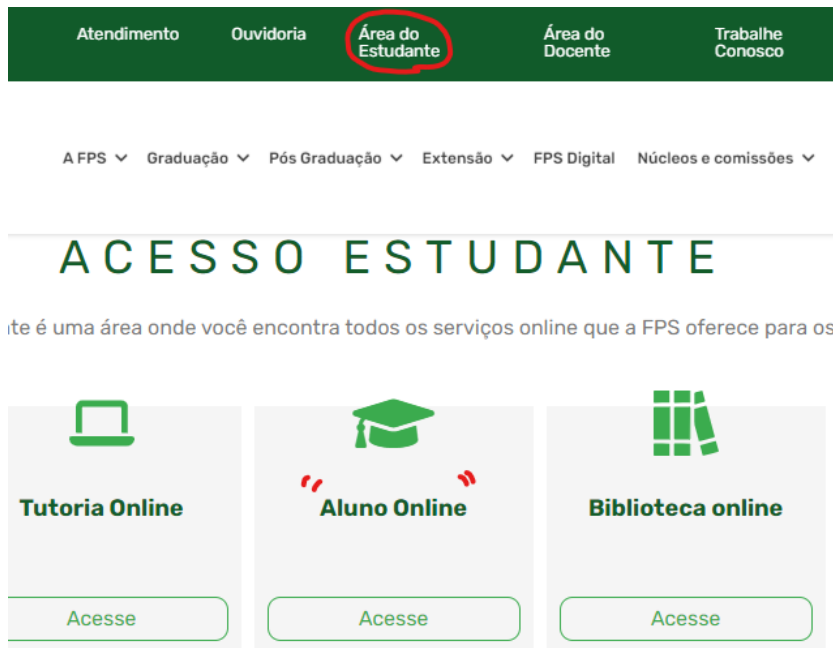 Atendimento Ouvidoria Área do Estudante Área do Docente Trabalhe Conosco
A FPS Graduação Pós Graduação Extensão FPS Digital Núcleos e comissões
ACESSO ESTUDANTE
é uma área onde você encontra todos os serviços online que a FPS oferece para os
Tutoria Online Aluno Online Biblioteca online
Acesse Acesse Acesse